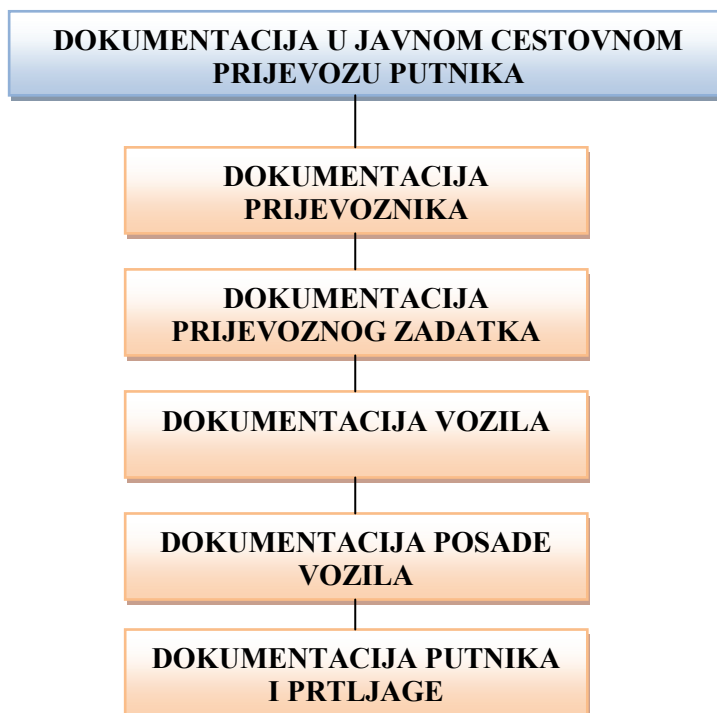 DOKUMENTACIJA U JAVNOM CESTOVNOM
PRIJEVOZU PUTNIKA
DOKUMENTACIJA
PRIJEVOZNIKA
DOKUMENTACIJA
PRIJEVOZNOG ZADATKA
DOKUMENTACIJA VOZILA
DOKUMENTACIJA POSADE
VOZILA
DOKUMENTACIJA PUTNIKA
I PRTLJAGE